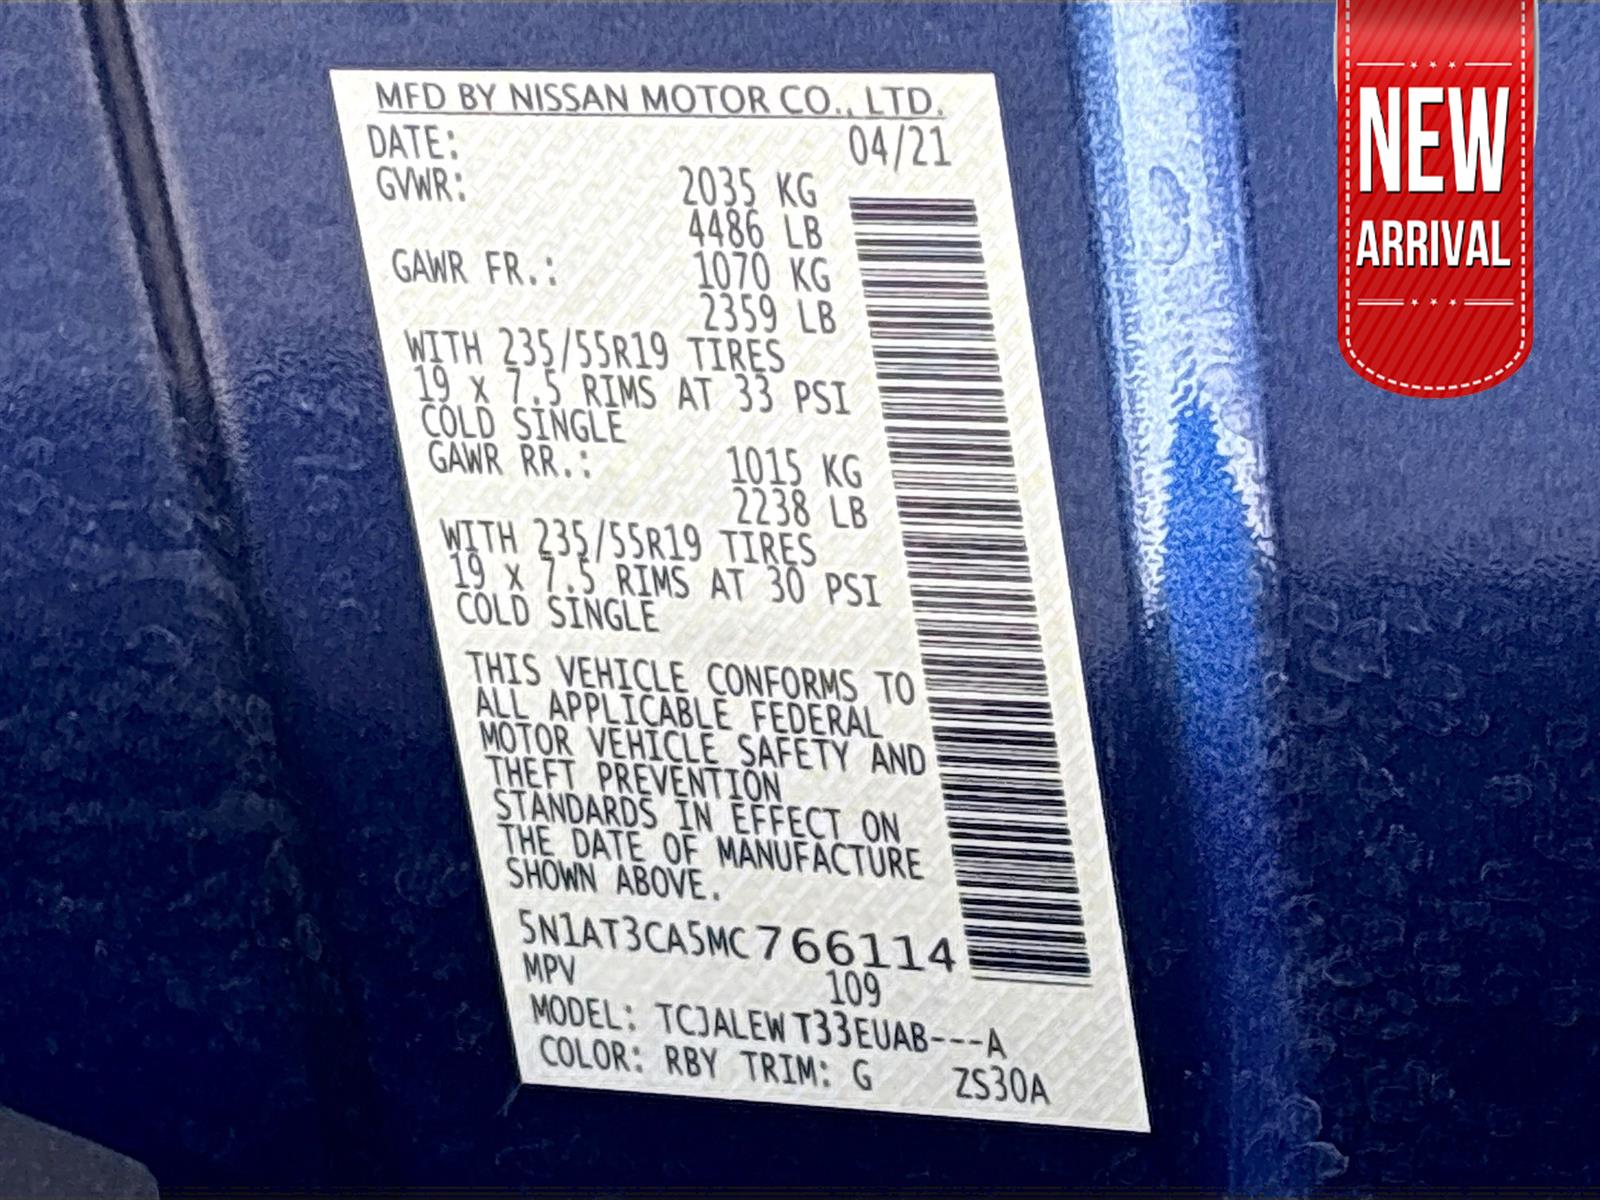 MFD BY NISSAN MOTOR CO., LTD.
DATE: 04/21
GVWR: 2035 KG
4486 LB
GAWR FR.: 1070 KG
2359 LB
WITH 235/55R19 TIRES
19 x 7.5 RIMS AT 33 PSI
COLD SINGLE
GAWR RR.: 1015 KG
2238 LB
WITH 235/55R19 TIRES
19 x 7.5 RIMS AT 30 PSI
COLD SINGLE
THIS VEHICLE CONFORMS TO
ALL APPLICABLE FEDERAL
MOTOR VEHICLE SAFETY AND
THEFT PREVENTION
STANDARDS IN EFFECT ON
THE DATE OF MANUFACTURE
SHOWN ABOVE.
5N1AT3CA5MC766114
MPV 109
MODEL: TCJALEWT33EUAB---A
COLOR: RBY TRIM: G ZS30A
NEW
ARRIVAL